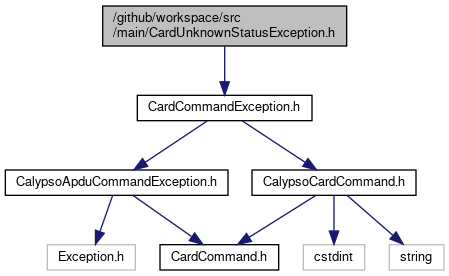 /github/workspace/src
/main/CardUnknownStatusException.h
CardCommandException.h
CalypsoApduCommandException.h
CalypsoCardCommand.h
Exception.h
CardCommand.h
cstdint
string